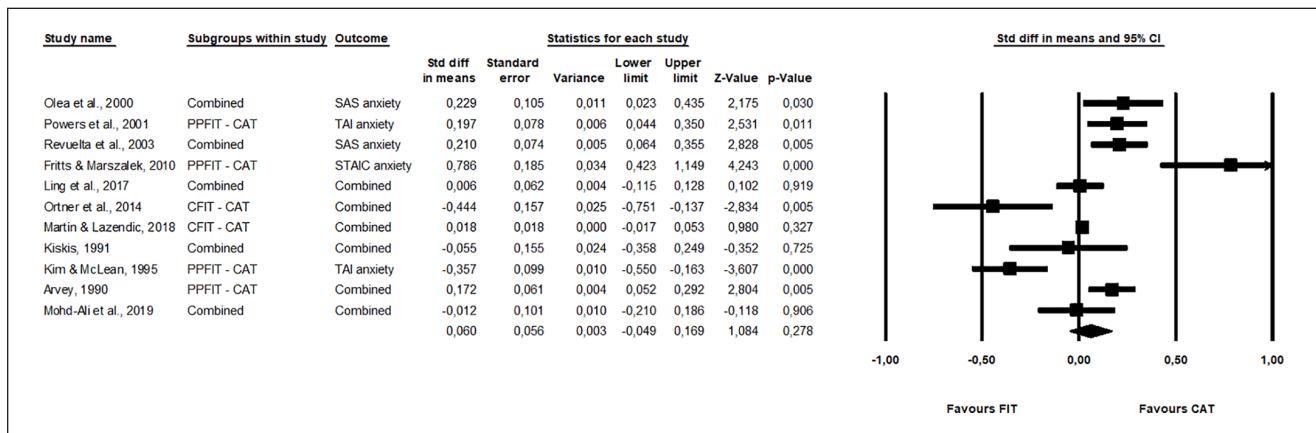 Study name Subgroups within study Outcome Statistics for each study Std diff in means and 95% CI
Std diff in means Standard error Variance Lower limit Upper limit Z-Value p-Value
Olea et al., 2000 Combined SAS anxiety 0,229 0,105 0,011 0,023 0,435 2,175 0,030
Powers et al., 2001 PPFIT - CAT TAI anxiety 0,197 0,078 0,006 0,044 0,350 2,531 0,011
Revuelta et al., 2003 Combined SAS anxiety 0,210 0,074 0,005 0,064 0,355 2,828 0,005
Fritts & Marszalek, 2010 PPFIT - CAT STAIC anxiety 0,786 0,185 0,034 0,423 1,149 4,243 0,000
Ling et al., 2017 Combined Combined 0,006 0,062 0,004 -0,115 0,128 0,102 0,919
Ortner et al., 2014 CFIT - CAT Combined -0,444 0,157 0,025 -0,751 -0,137 -2,834 0,005
Martin & Lazendic, 2018 CFIT - CAT Combined 0,018 0,018 0,000 -0,017 0,053 0,980 0,327
Kiskis, 1991 Combined Combined -0,055 0,155 0,024 -0,358 0,249 -0,352 0,725
Kim & McLean, 1995 PPFIT - CAT TAI anxiety -0,357 0,099 0,010 -0,550 -0,163 -3,607 0,000
Arvey, 1990 PPFIT - CAT Combined 0,172 0,061 0,004 0,052 0,292 2,804 0,005
Mohd-Ali et al., 2019 Combined Combined -0,012 0,101 0,010 -0,210 0,186 -0,118 0,906
0,060 0,056 0,003 -0,049 0,169 1,084 0,278
-1,00 -0,50 0,00 0,50 1,00
Favours FIT Favours CAT